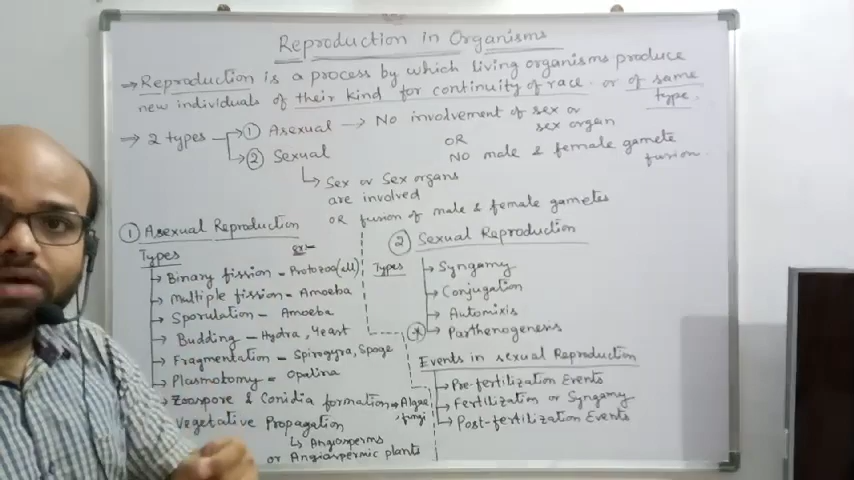 Reproduction in Organisms
⇒ Reproduction is a process by which living organisms produce
new individuals of their kind for continuity of race. or of same
type.
⇒ 2 types → ① Asexual → No involvement of sex or
sex organ
OR
No male & female gamete
fusion.
→ ② Sexual
↳ Sex or Sex organs
are involved
OR fusion of male & female gametes
① Asexual Reproduction
Types
ex:-
→ Binary fission = Protozoa (all)
→ Multiple fission - Amoeba
→ Sporulation - Amoeba
→ Budding - Hydra, Yeart
→ Fragmentation - Spirogyra, Spoge
→ Plasmotomy = Opalina
→ Zoospore & Conidia formation → Algae
, fungi
Vegetative Propagation
↳ Angiosperms
or Angiospermic plants
② Sexual Reproduction
Types
→ Syngamy
→ Conjugation
→ Automixis
* → Parthenogenesis
Events in sexual Reproduction
→ Pre-fertilization Events
→ Fertilization or Syngamy
→ Post-fertilization Events